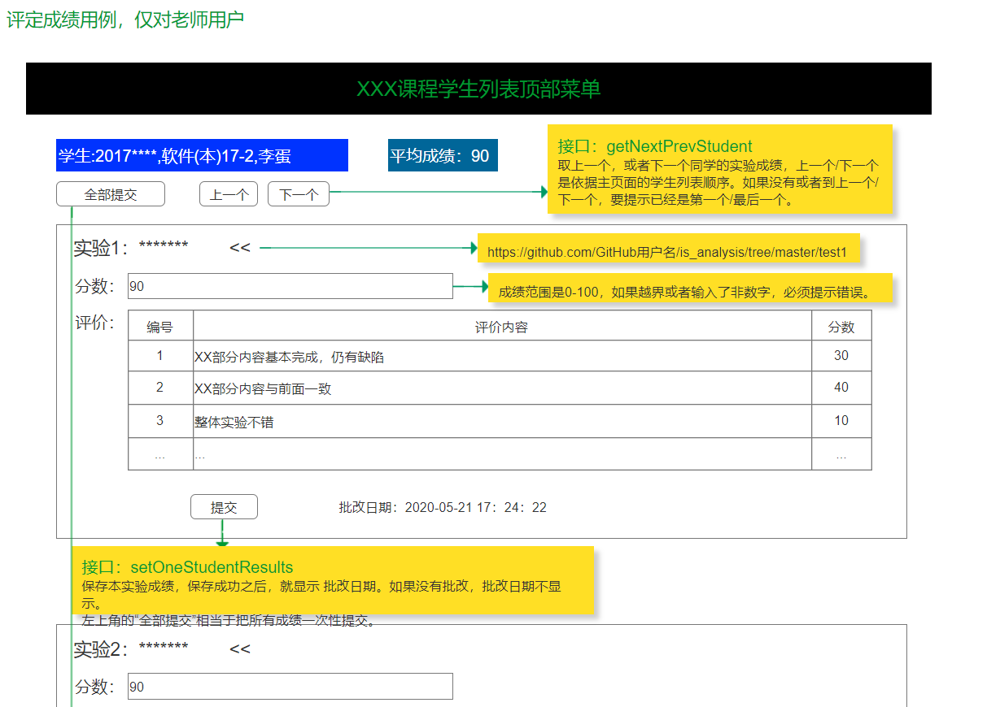 评定成绩用例，仅对老师用户
XXX课程学生列表顶部菜单
学生:2017****,软件(本)17-2,李蛋
平均成绩：90
接口：getNextPrevStudent
取上一个，或者下一个同学的实验成绩，上一个/下一个
是依据主页面的学生列表顺序。如果没有或者到上一个/
下一个，要提示已经是第一个/最后一个。
全部提交
上一个
下一个
实验1：*******
<<
https://github.com/GitHub用户名/is_analysis/tree/master/test1
分数：
90
成绩范围是0-100，如果越界或者输入了非数字，必须提示错误。
评价：
编号 评价内容 分数
1 XX部分内容基本完成，仍有缺陷 30
2 XX部分内容与前面一致 40
3 整体实验不错 10
... ... ...
提交
批改日期：2020-05-21 17：24：22
接口：setOneStudentResults
保存本实验成绩，保存成功之后，就显示 批改日期。如果没有批改，批改日期不显
示。
左上角的“全部提交”相当于把所有成绩一次性提交。
实验2：*******
<<
分数：
90